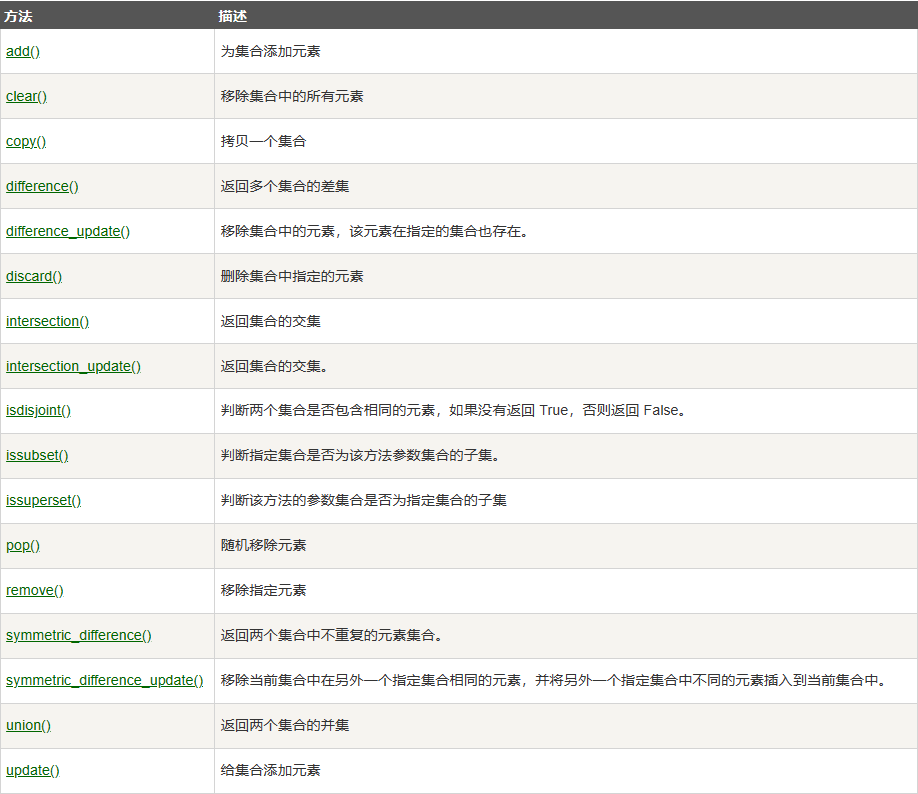 方法 描述
add() 为集合添加元素
clear() 移除集合中的所有元素
copy() 拷贝一个集合
difference() 返回多个集合的差集
difference_update() 移除集合中的元素，该元素在指定的集合也存在。
discard() 删除集合中指定的元素
intersection() 返回集合的交集
intersection_update() 返回集合的交集。
isdisjoint() 判断两个集合是否包含相同的元素，如果没有返回 True，否则返回 False。
issubset() 判断指定集合是否为该方法参数集合的子集。
issuperset() 判断该方法的参数集合是否为指定集合的子集
pop() 随机移除元素
remove() 移除指定元素
symmetric_difference() 返回两个集合中不重复的元素集合。
symmetric_difference_update() 移除当前集合中在另外一个指定集合相同的元素，并将另外一个指定集合中不同的元素插入到当前集合中。
union() 返回两个集合的并集
update() 给集合添加元素